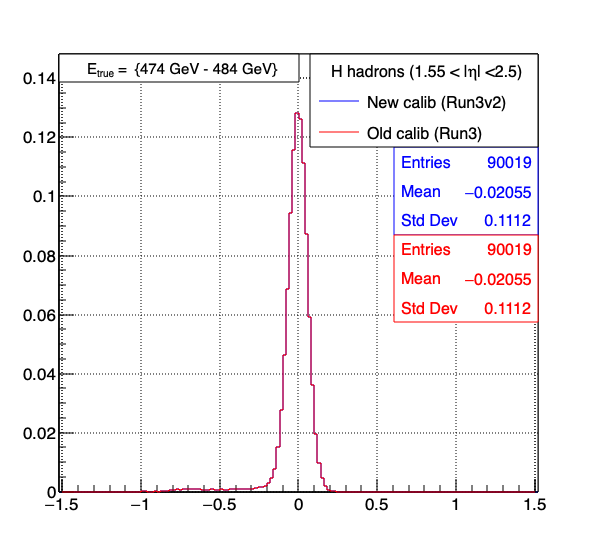 E_true = {474 GeV - 484 GeV}
H hadrons (1.55 < |η| <2.5)
New calib (Run3v2)
Old calib (Run3)
Entries 90019
Mean −0.02055
Std Dev 0.1112
Entries 90019
Mean −0.02055
Std Dev 0.1112
0.14
0.12
0.1
0.08
0.06
0.04
0.02
0
−1.5 −1 −0.5 0 0.5 1 1.5